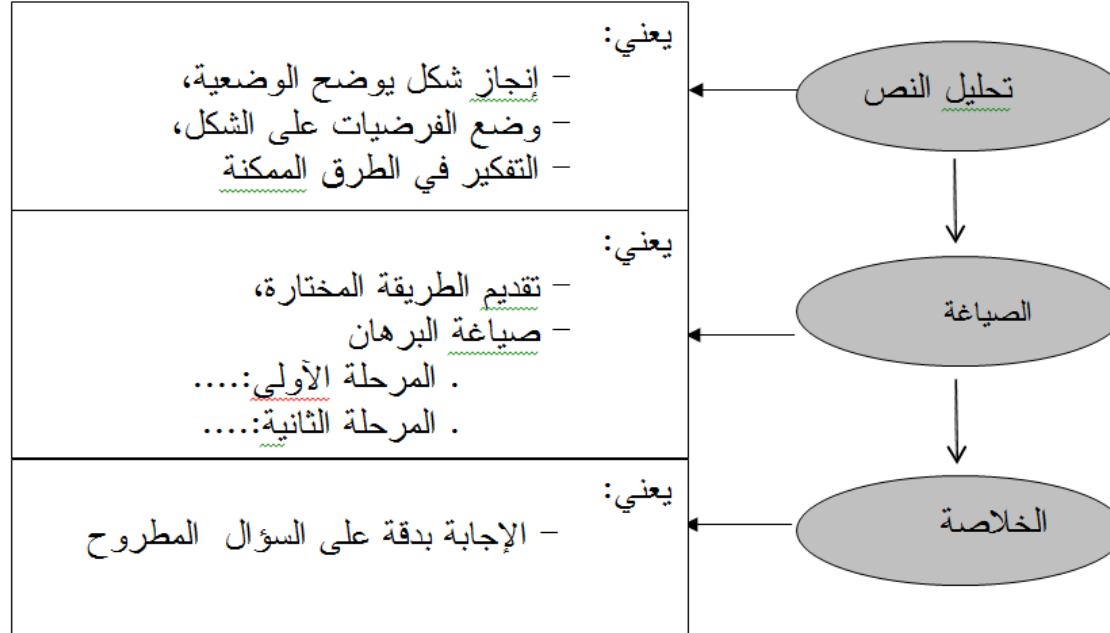 تحليل النص
يعني:
– إنجاز شكل يوضح الوضعية،
– وضع الفرضيات على الشكل،
– التفكير في الطرق الممكنة
الصياغة
يعني:
– تقديم الطريقة المختارة،
– صياغة البرهان
. المرحلة الأولى:....
. المرحلة الثانية:....
الخلاصة
يعني:
– الإجابة بدقة على السؤال المطروح